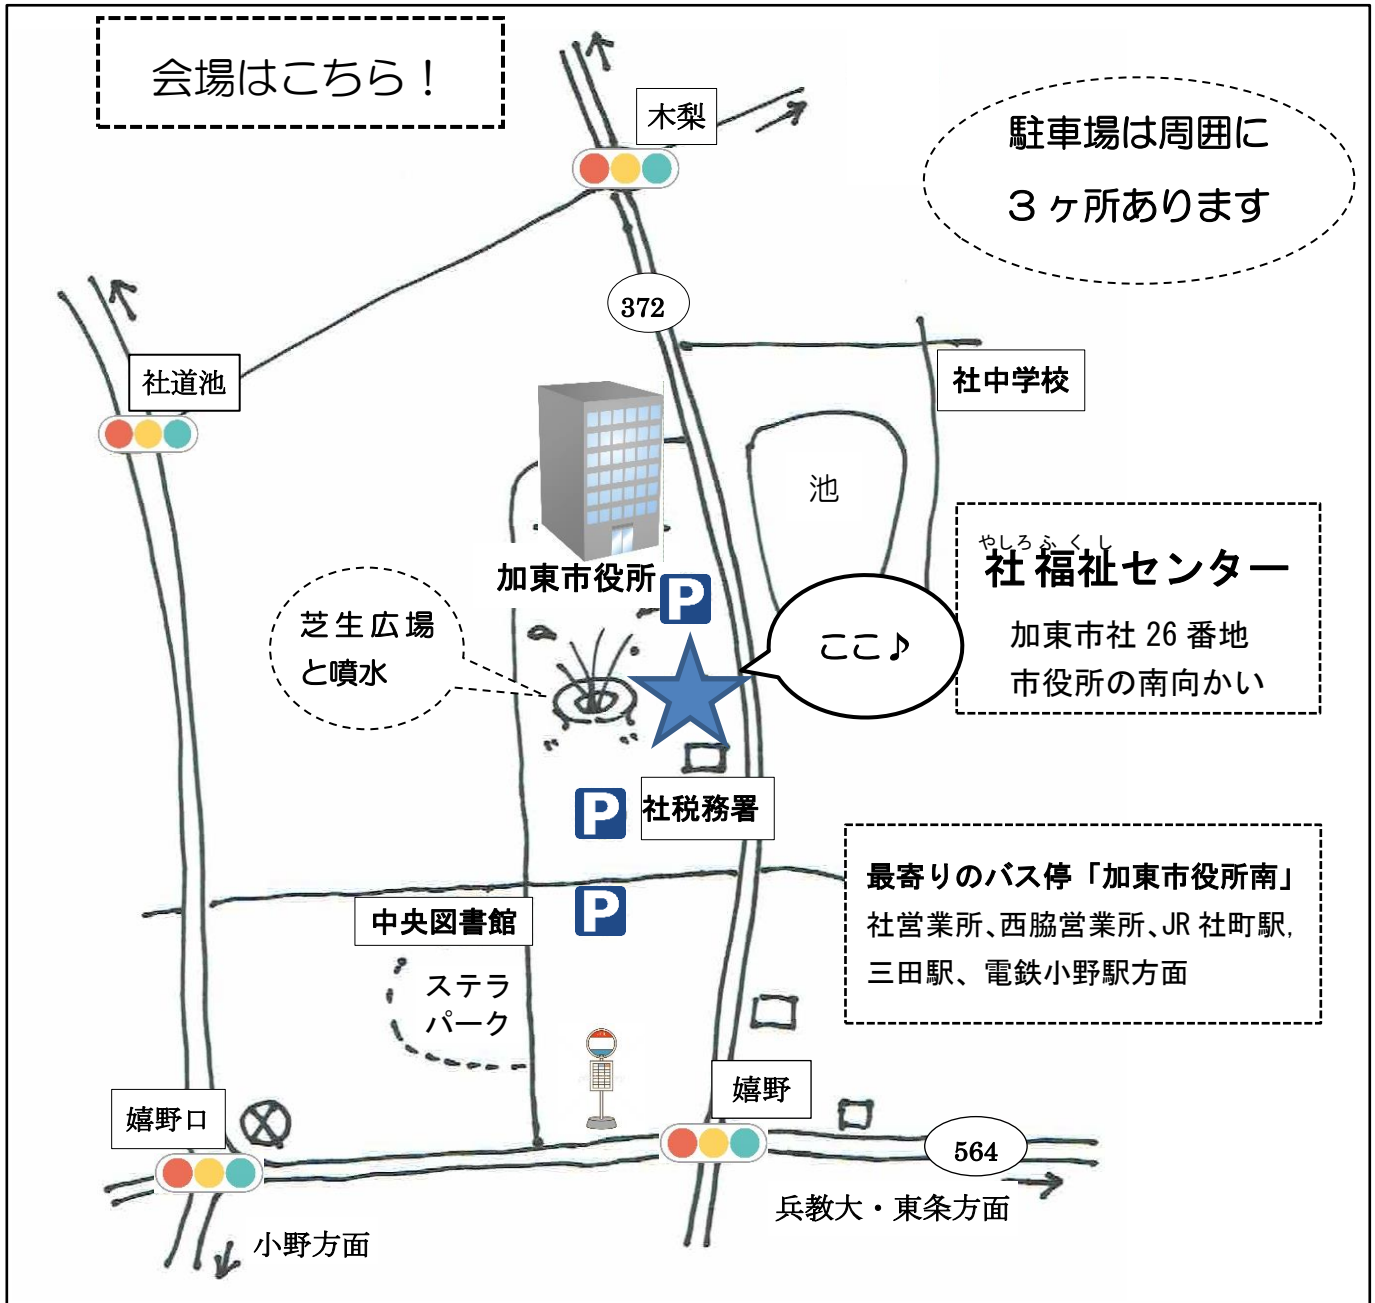 会場はこちら！
木梨
駐車場は周囲に
３ヶ所あります
372
社道池
社中学校
池
やしろふくし
社福祉センター
加東市社 26 番地
市役所の南向かい
加東市役所
P
芝生広場
と噴水
ここ♪
P
社税務署
最寄りのバス停「加東市役所南」
社営業所、西脇営業所、JR 社町駅,
三田駅、電鉄小野駅方面
P
中央図書館
ステラ
パーク
嬉野口
嬉野
564
兵教大・東条方面
小野方面